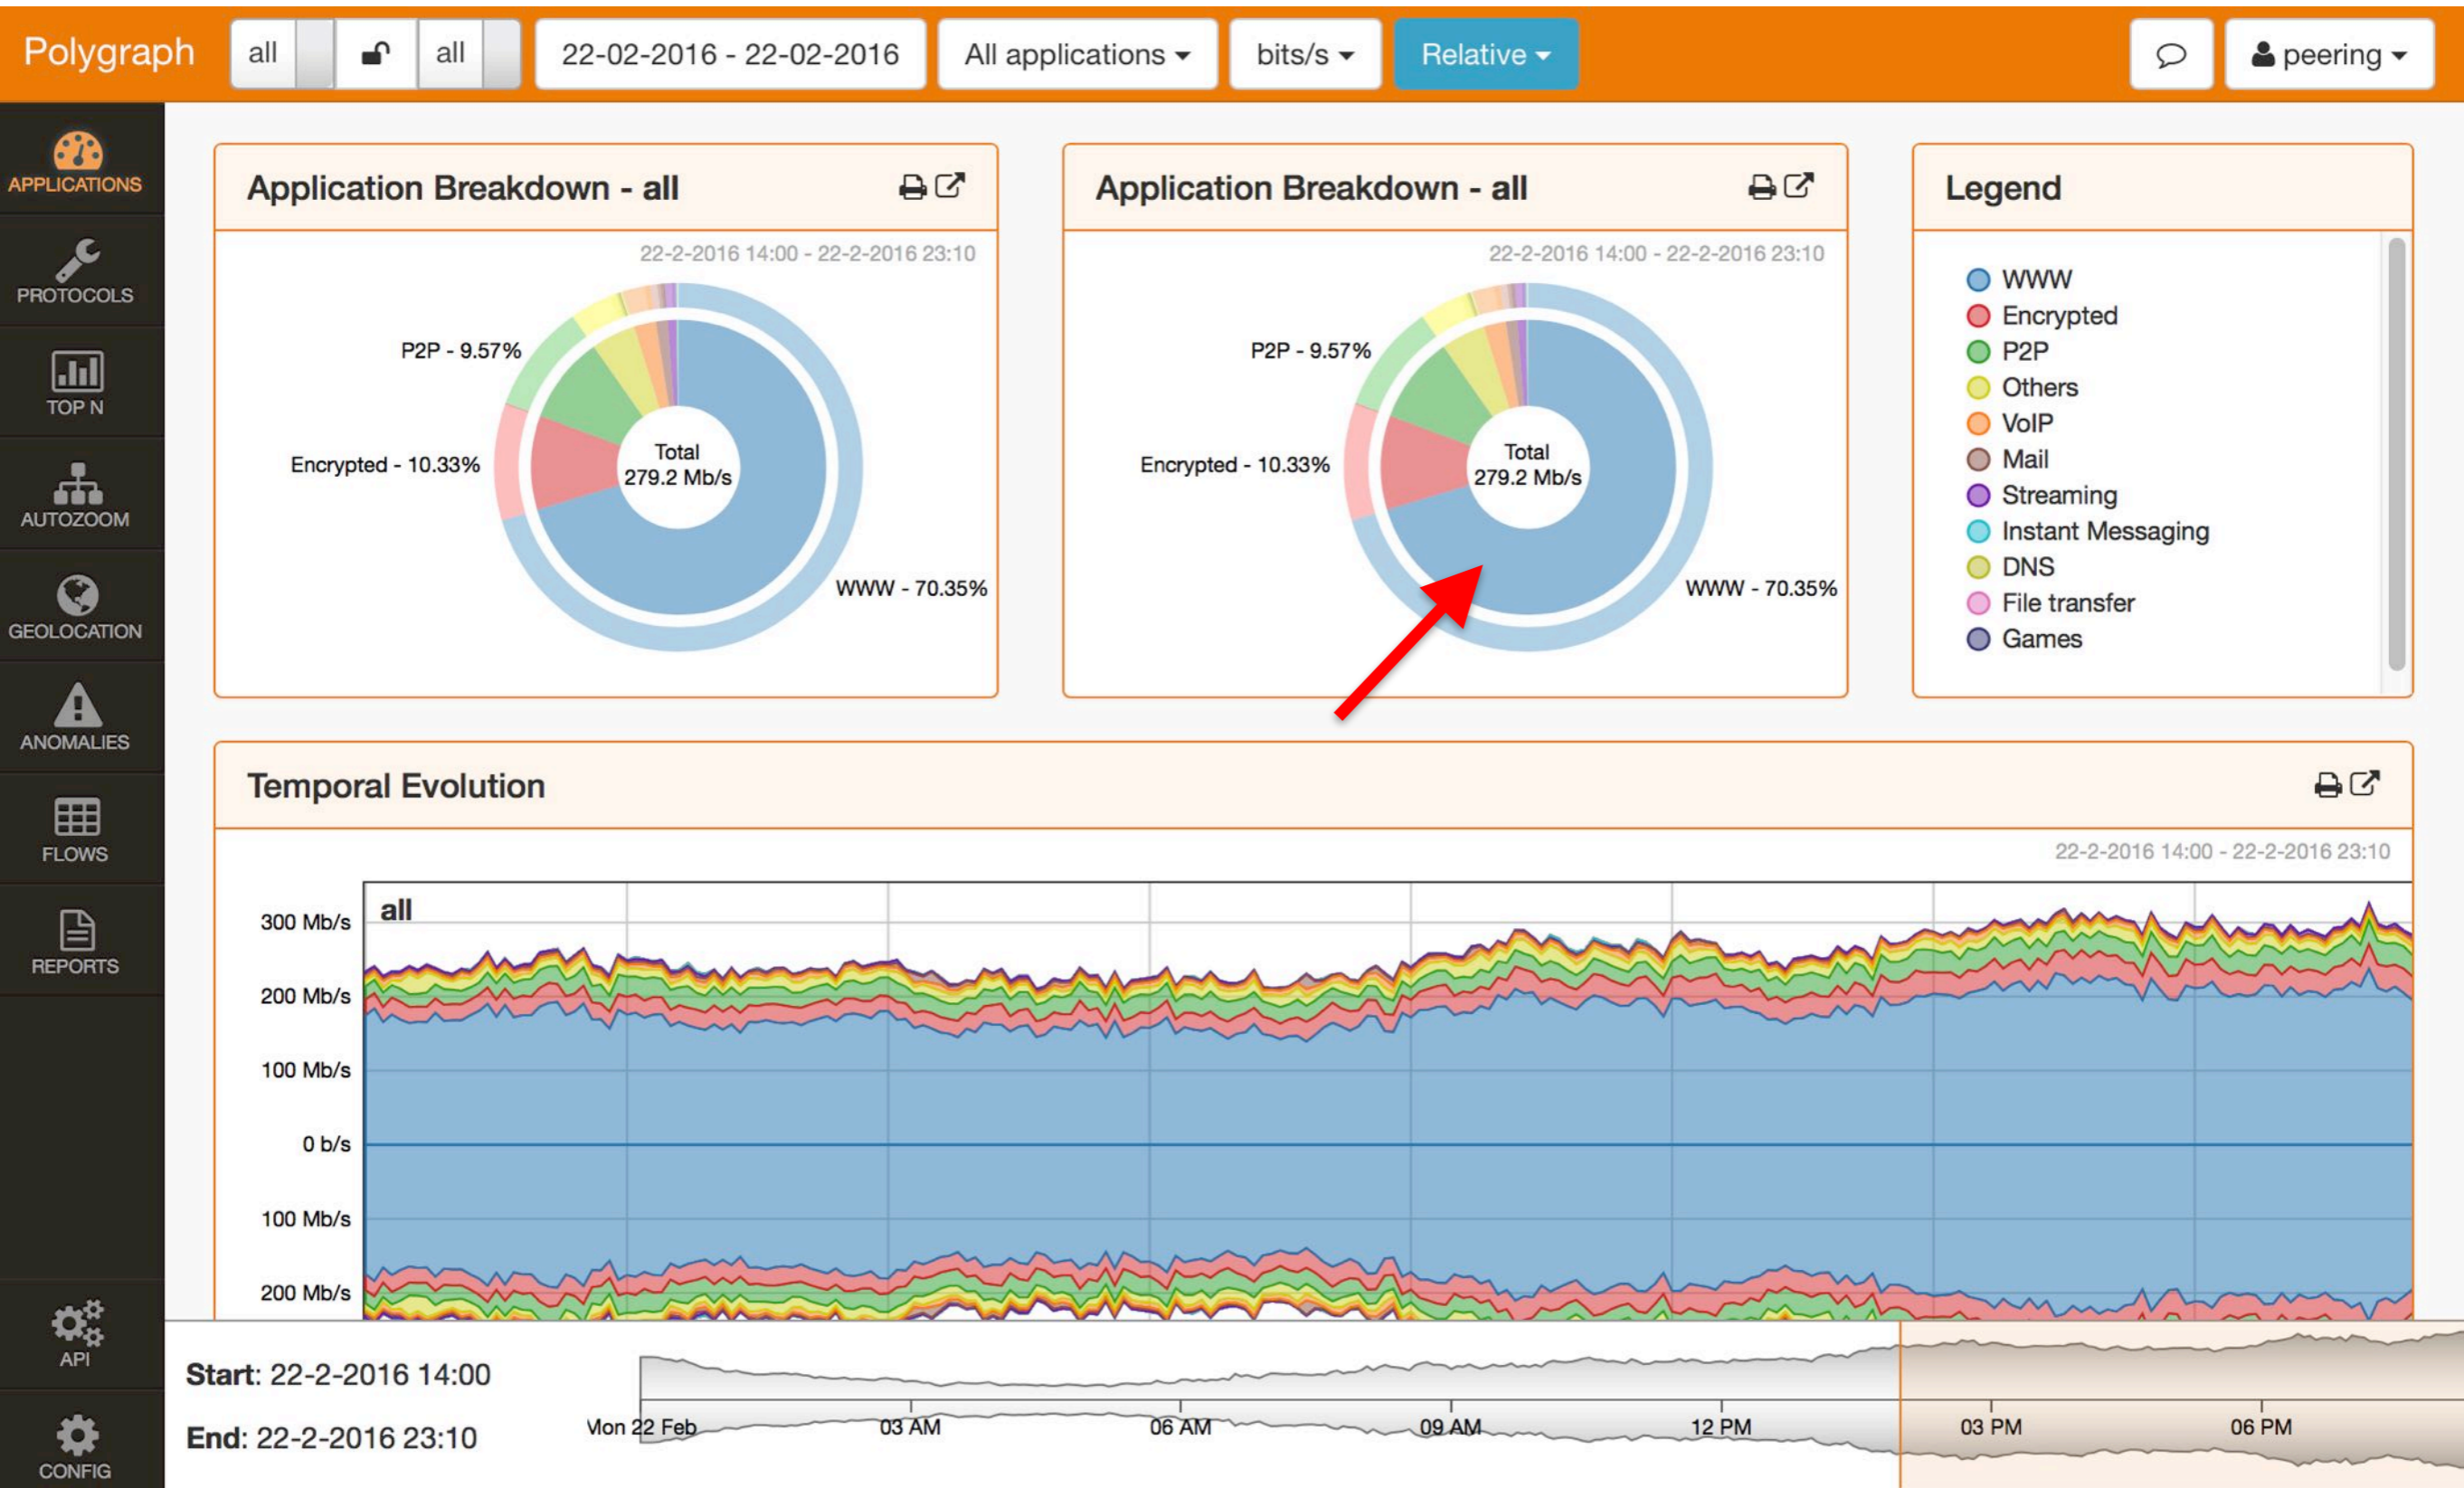 Polygraph all all 22-02-2016 - 22-02-2016 All applications bits/s Relative peering
APPLICATIONS
PROTOCOLS
TOP N
AUTOZOOM
GEOLOCATION
ANOMALIES
FLOWS
REPORTS
API
CONFIG
Application Breakdown - all
22-2-2016 14:00 - 22-2-2016 23:10
P2P - 9.57%
Encrypted - 10.33%
Total
279.2 Mb/s
WWW - 70.35%
Application Breakdown - all
22-2-2016 14:00 - 22-2-2016 23:10
P2P - 9.57%
Encrypted - 10.33%
Total
279.2 Mb/s
WWW - 70.35%
Legend
WWW
Encrypted
P2P
Others
VoIP
Mail
Streaming
Instant Messaging
DNS
File transfer
Games
Temporal Evolution
22-2-2016 14:00 - 22-2-2016 23:10
all
300 Mb/s
200 Mb/s
100 Mb/s
0 b/s
100 Mb/s
200 Mb/s
Start: 22-2-2016 14:00
End: 22-2-2016 23:10
Mon 22 Feb 03 AM 06 AM 09 AM 12 PM 03 PM 06 PM